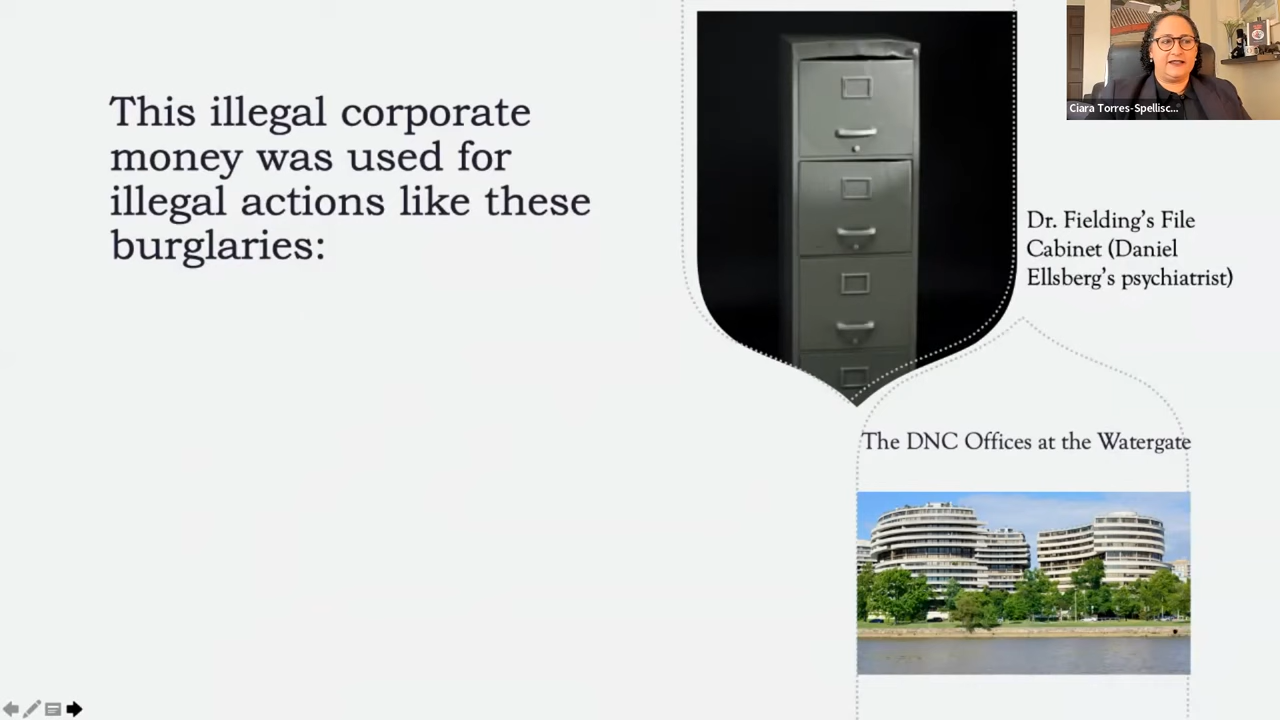 This illegal corporate
money was used for
illegal actions like these
burglaries:
Ciara Torres-Spellisc...
Dr. Fielding's File
Cabinet (Daniel
Ellsberg's psychiatrist)
The DNC Offices at the Watergate